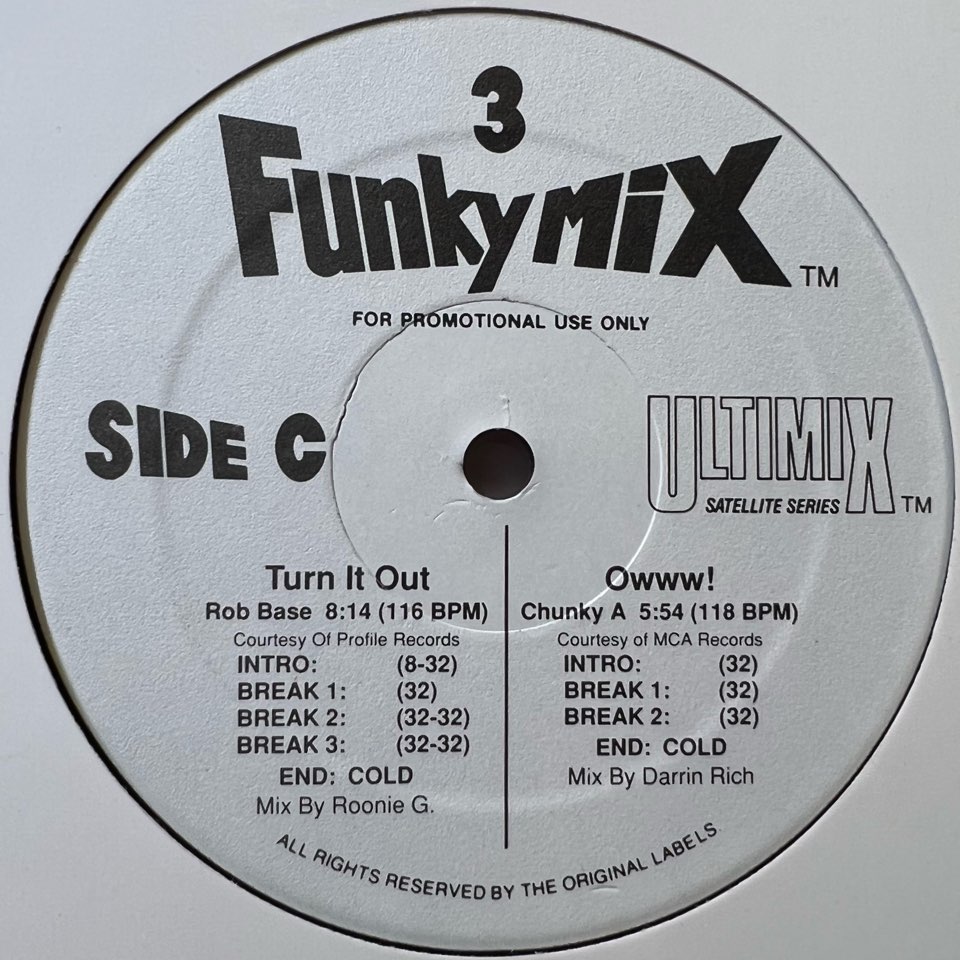 3
FunkymiX TM
FOR PROMOTIONAL USE ONLY
SIDE C
ULTIMIX
SATELLITE SERIES TM
Turn It Out
Rob Base 8:14 (116 BPM)
Courtesy Of Profile Records
INTRO: (8-32)
BREAK 1: (32)
BREAK 2: (32-32)
BREAK 3: (32-32)
END: COLD
Mix By Roonie G.
Owww!
Chunky A 5:54 (118 BPM)
Courtesy of MCA Records
INTRO: (32)
BREAK 1: (32)
BREAK 2: (32)
END: COLD
Mix By Darrin Rich
ALL RIGHTS RESERVED BY THE ORIGINAL LABELS